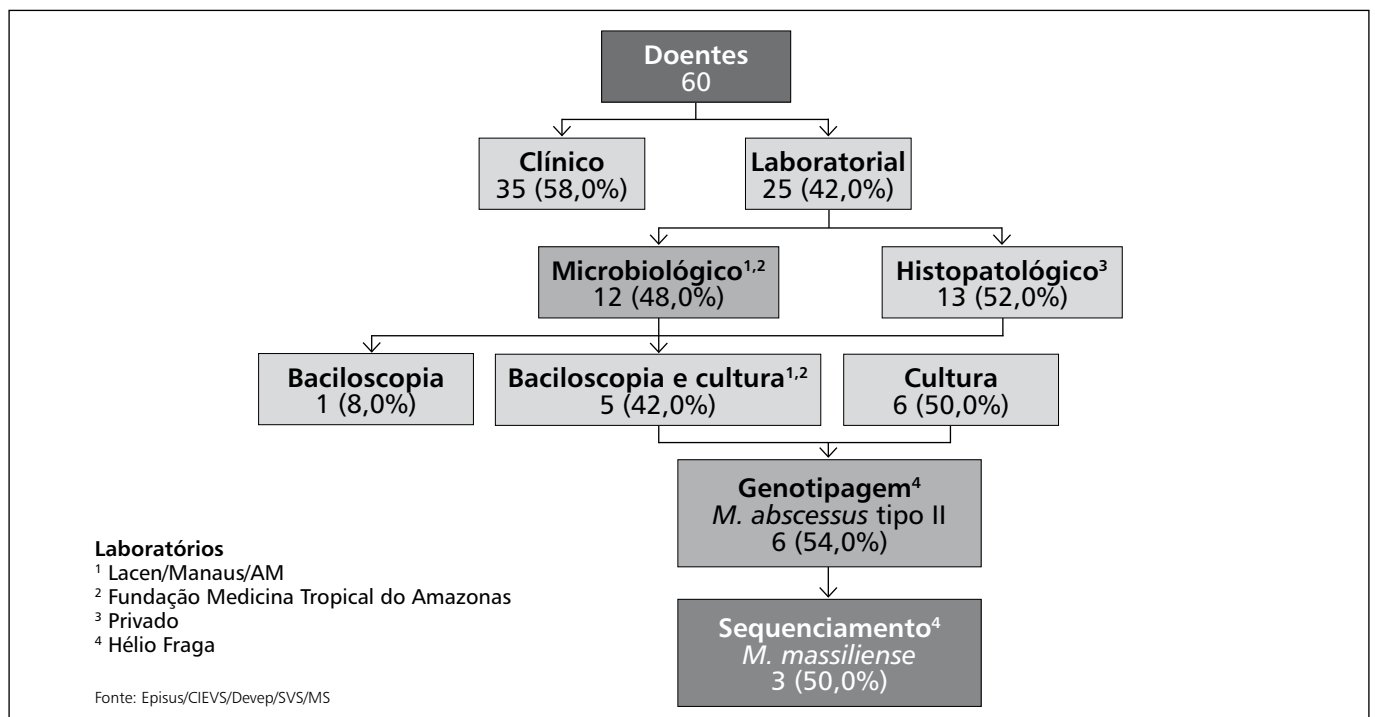 Doentes
60
Clínico
35 (58,0%)
Laboratorial
25 (42,0%)
Microbiológico1,2
12 (48,0%)
Histopatológico3
13 (52,0%)
Baciloscopia
1 (8,0%)
Baciloscopia e cultura1,2
5 (42,0%)
Cultura
6 (50,0%)
Genotipagem4
M. abscessus tipo II
6 (54,0%)
Sequenciamento4
M. massiliense
3 (50,0%)
Laboratórios
1 Lacen/Manaus/AM
2 Fundação Medicina Tropical do Amazonas
3 Privado
4 Hélio Fraga
Fonte: Episus/CIEVS/Devep/SVS/MS